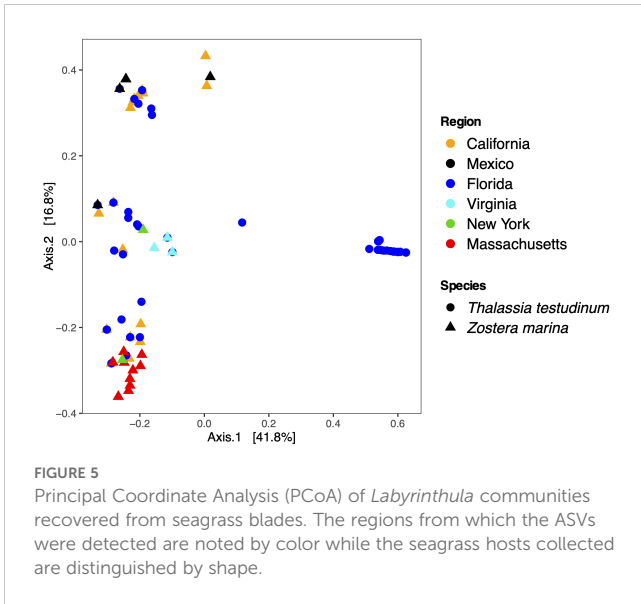 0.4
0.2
0.0
−0.2
−0.4
Axis.2 [16.8%]
−0.2 0.0 0.2 0.4 0.6
Axis.1 [41.8%]
Region
California
Mexico
Florida
Virginia
New York
Massachusetts
Species
Thalassia testudinum
Zostera marina
FIGURE 5
Principal Coordinate Analysis (PCoA) of Labyrinthula communities
recovered from seagrass blades. The regions from which the ASVs
were detected are noted by color while the seagrass hosts collected
are distinguished by shape.